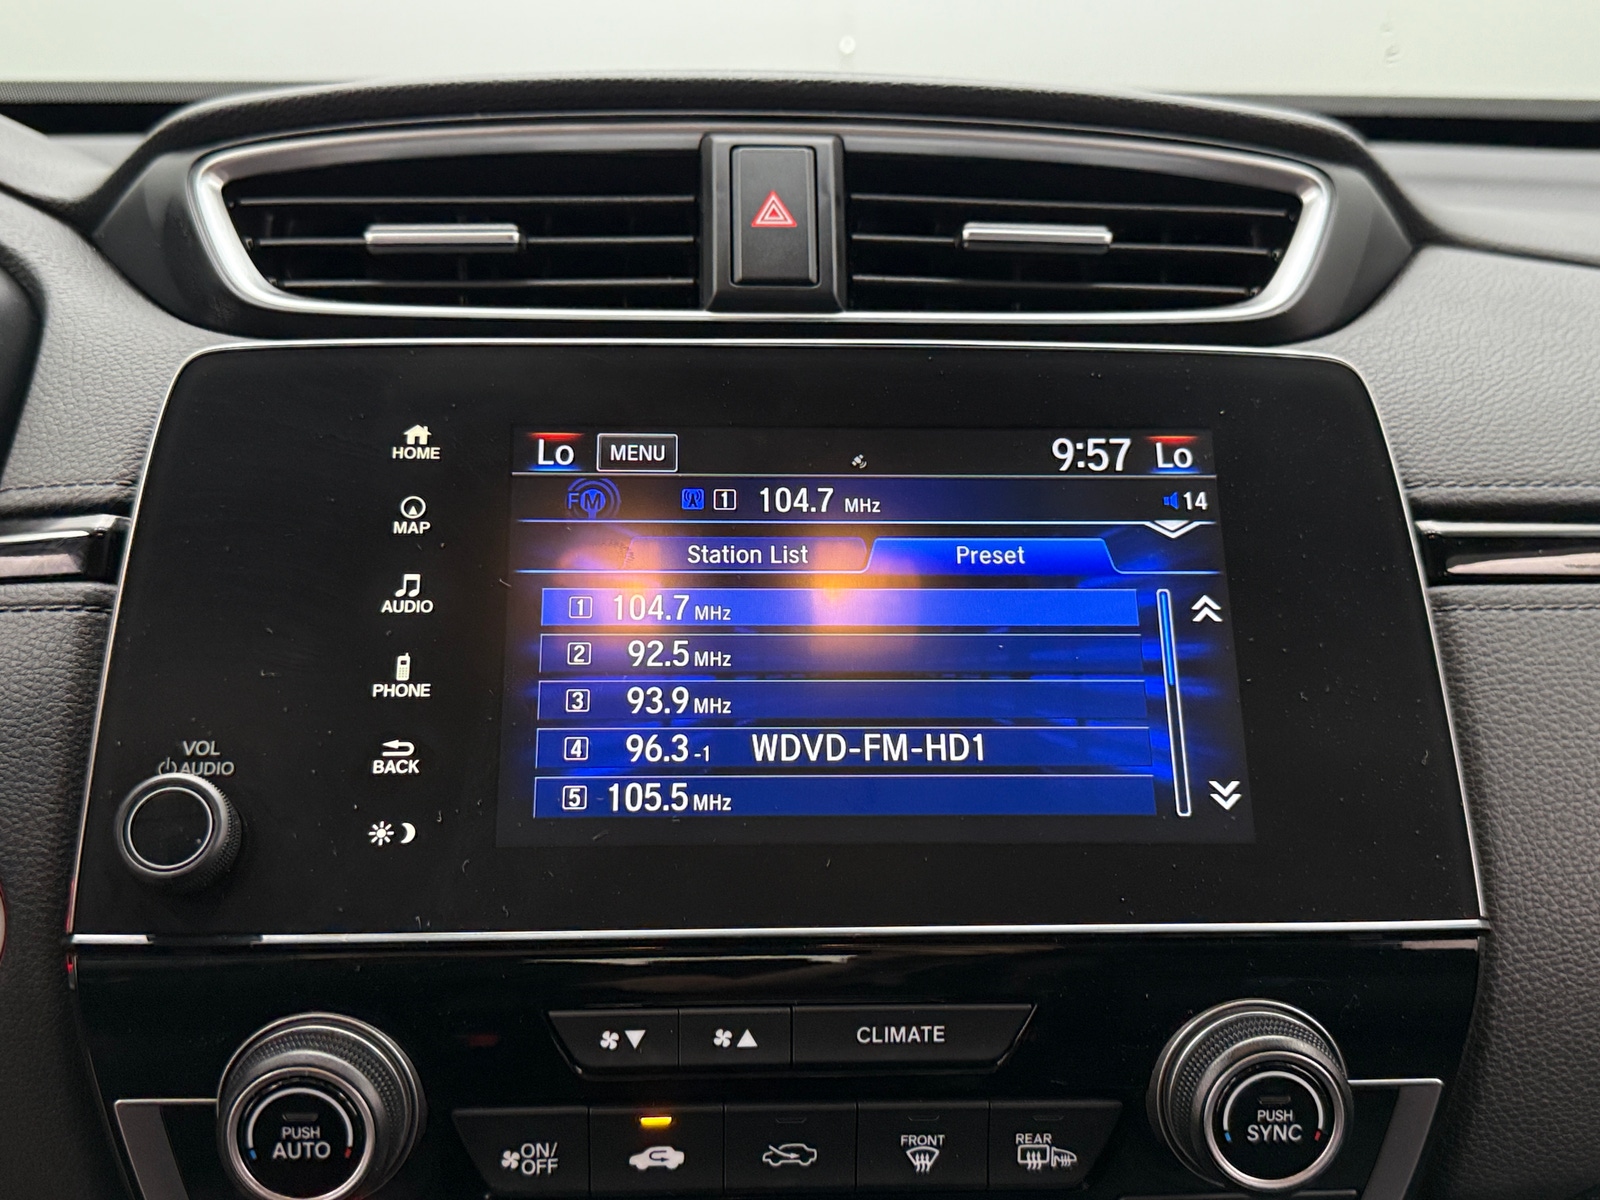 Lo MENU 9:57 Lo
FM 1 104.7 MHz 14
Station List Preset
1 104.7 MHz
2 92.5 MHz
3 93.9 MHz
4 96.3-1 WDVD-FM-HD1
5 105.5 MHz
HOME
MAP
AUDIO
PHONE
BACK
VOL
AUDIO
CLIMATE
PUSH
AUTO
ON/
OFF
FRONT
REAR
PUSH
SYNC